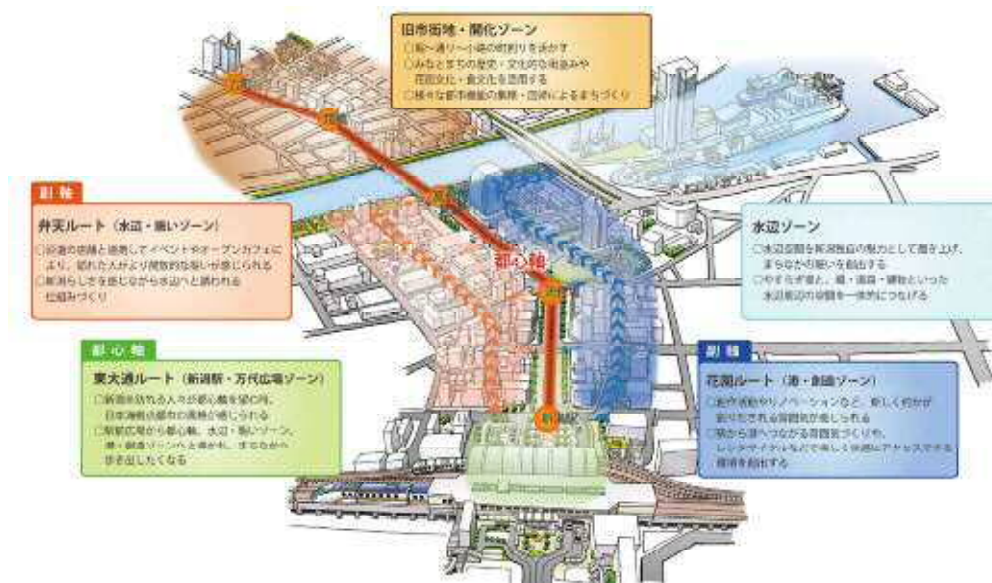 旧市街地・開化ゾーン
○堀～通り～小路の町割りを活かす
○みなとまちの歴史・文化的な街並みや
花街文化・食文化を活用する
○様々な都市機能の集積・団結によるまちづくり
副軸
弁天ルート（水辺・賑いゾーン）
○沿道の店舗と連携してイベントやオープンカフェに
より、訪れた人がより開放的な賑いが感じられる
○新潟らしさを感じながら水辺へと誘われる
仕組みづくり
都心軸
水辺ゾーン
○水辺空間を新潟独自の魅力として磨き上げ、
まちなかの賑いを創出する
○やすらぎ堤と、緑・道路・建物といった
水辺周辺の空間を一体的につなげる
都心軸
東大通ルート（新潟駅・万代広場ゾーン）
○新潟を訪れる人々が都心軸を望む時、
日本海拠点都市の風格が感じられる
○駅前広場から都心軸、水辺・賑いゾーン、
港・創造ゾーンへと導かれ、まちなかへ
歩き出したくなる
新潟駅
副軸
花園ルート（港・創造ゾーン）
○創作活動やリノベーションなど、新しく何かが
創り出される雰囲気が感じられる
○駅から港へつながる雰囲気づくりや、
レンタサイクルなどで楽しく快適にアクセスできる
環境を創出する